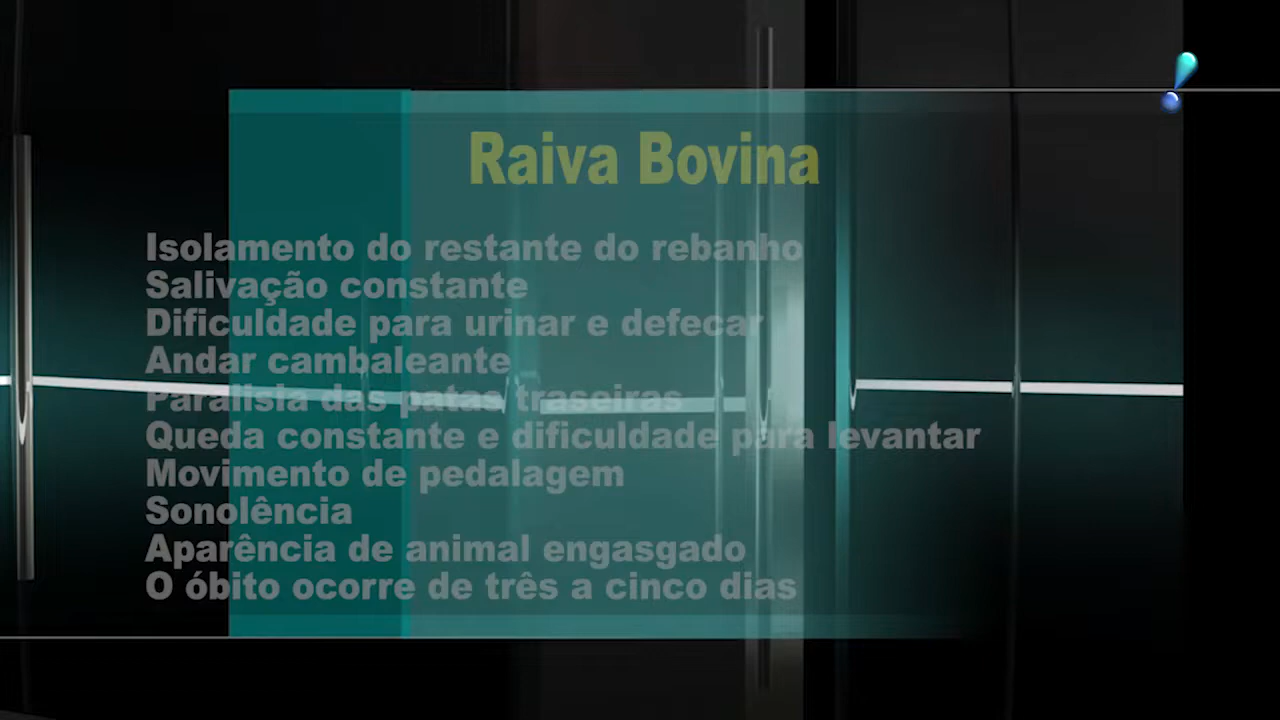 Raiva Bovina
Isolamento do restante do rebanho
Salivação constante
Dificuldade para urinar e defecar
Andar cambaleante
Paralisia das patas traseiras
Queda constante e dificuldade para levantar
Movimento de pedalagem
Sonolência
Aparência de animal engasgado
O óbito ocorre de três a cinco dias